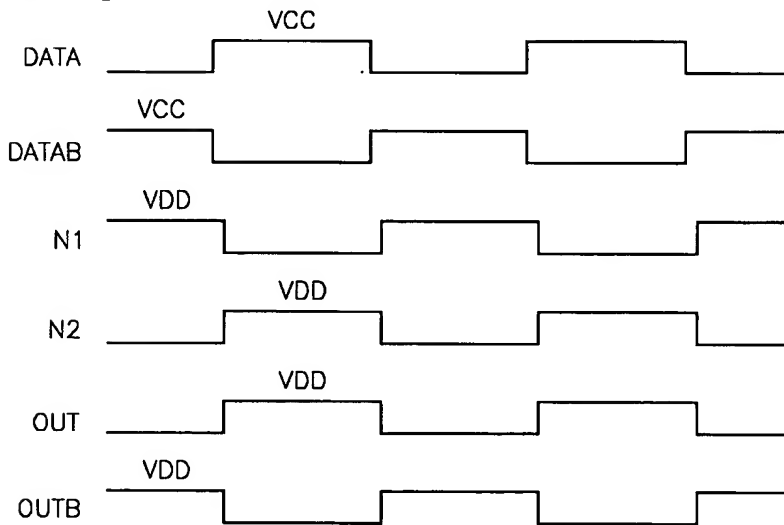 VCC
DATA
VCC
DATAB
VDD
N1
VDD
N2
VDD
OUT
VDD
OUTB